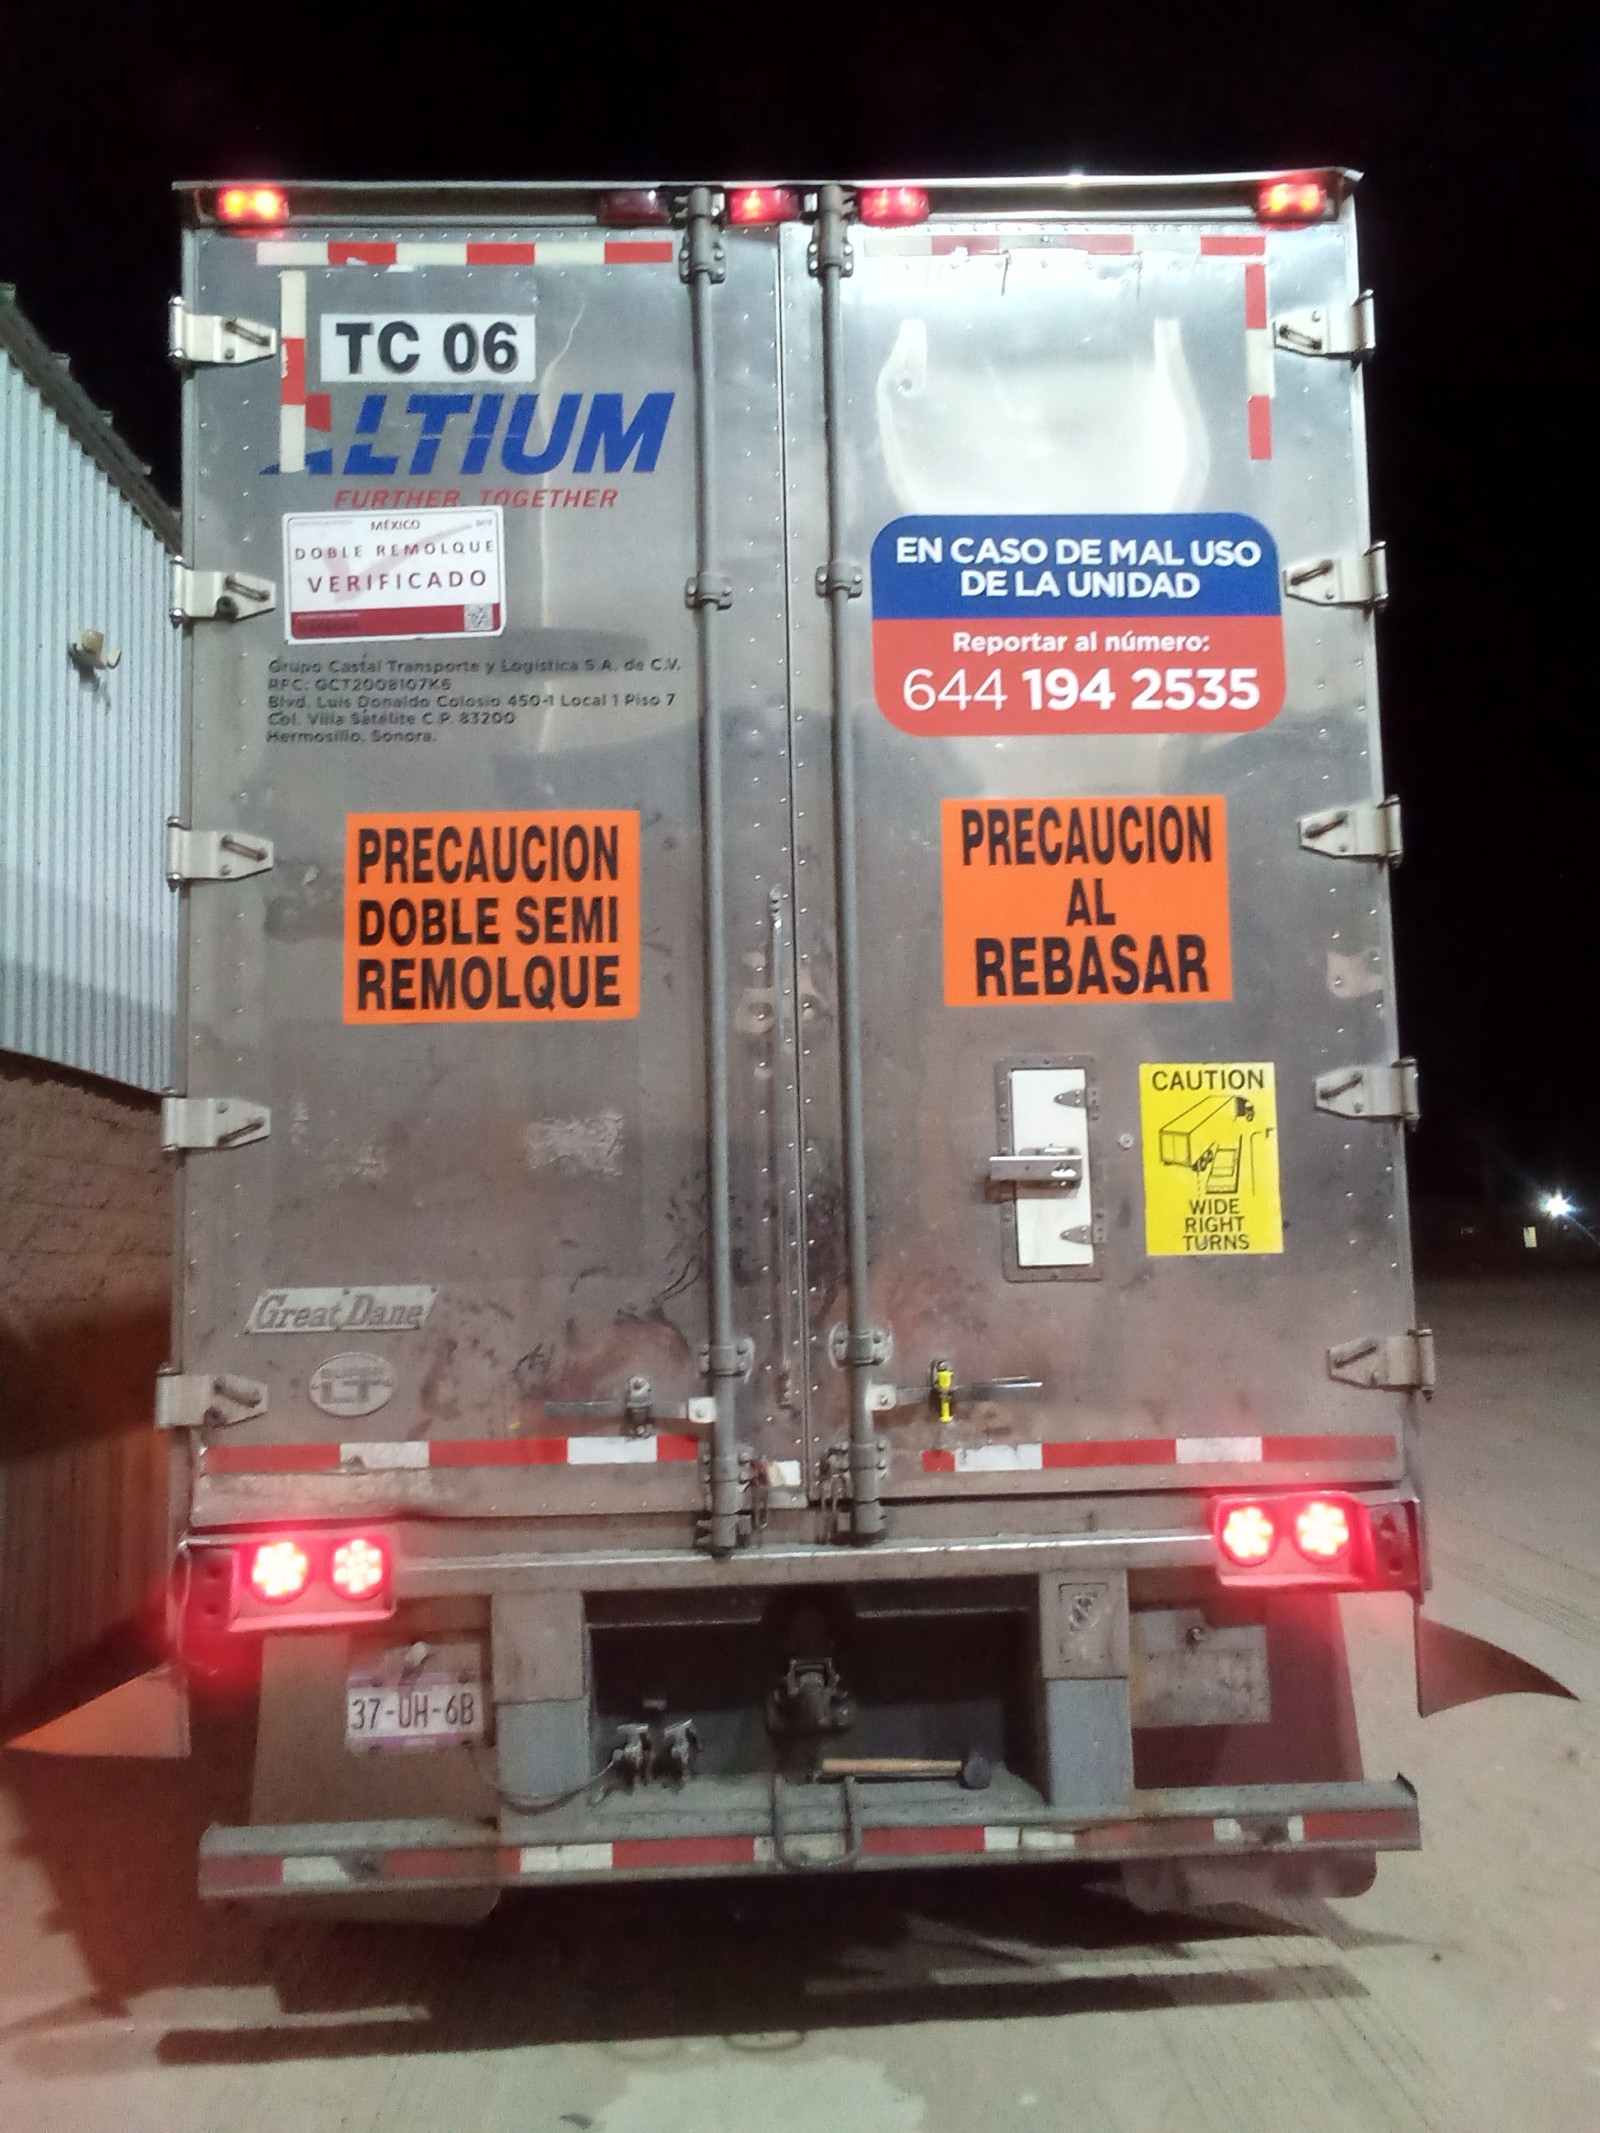 TC 06
ALTIUM
FURTHER TOGETHER
MÉXICO
DOBLE REMOLQUE
VERIFICADO
Grupo Castal Transporte y Logística S.A. de C.V.
RFC: GCT2008107K6
Blvd. Luis Donaldo Colosio 450-1 Local 1 Piso 7
Col. Villa Satélite C.P. 83200
Hermosillo, Sonora.
EN CASO DE MAL USO
DE LA UNIDAD
Reportar al número:
644 194 2535
PRECAUCION
DOBLE SEMI
REMOLQUE
PRECAUCION
AL
REBASAR
CAUTION
WIDE
RIGHT
TURNS
Great Dane
LT
37-UH-6B